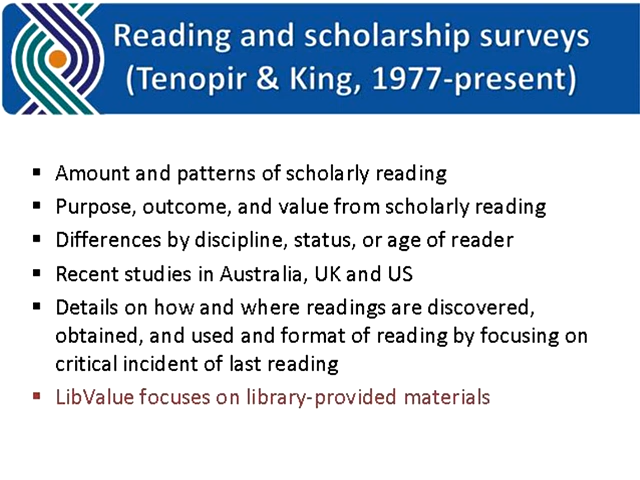 Reading and scholarship surveys
(Tenopir & King, 1977-present)
▪ Amount and patterns of scholarly reading
▪ Purpose, outcome, and value from scholarly reading
▪ Differences by discipline, status, or age of reader
▪ Recent studies in Australia, UK and US
▪ Details on how and where readings are discovered,
obtained, and used and format of reading by focusing on
critical incident of last reading
▪ LibValue focuses on library-provided materials